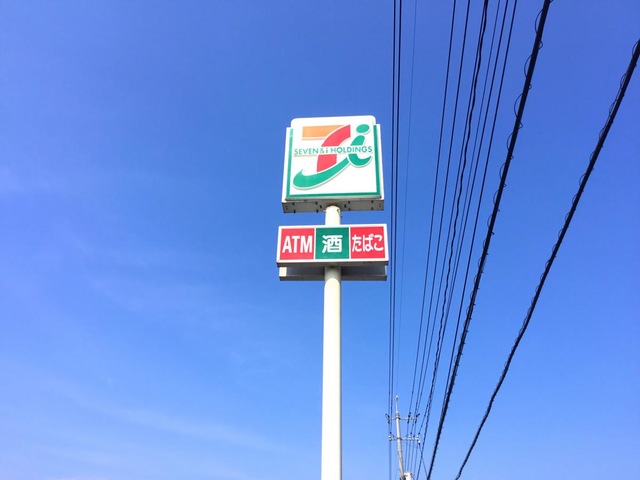 SEVEN & i HOLDINGS
ATM 酒 たばこ